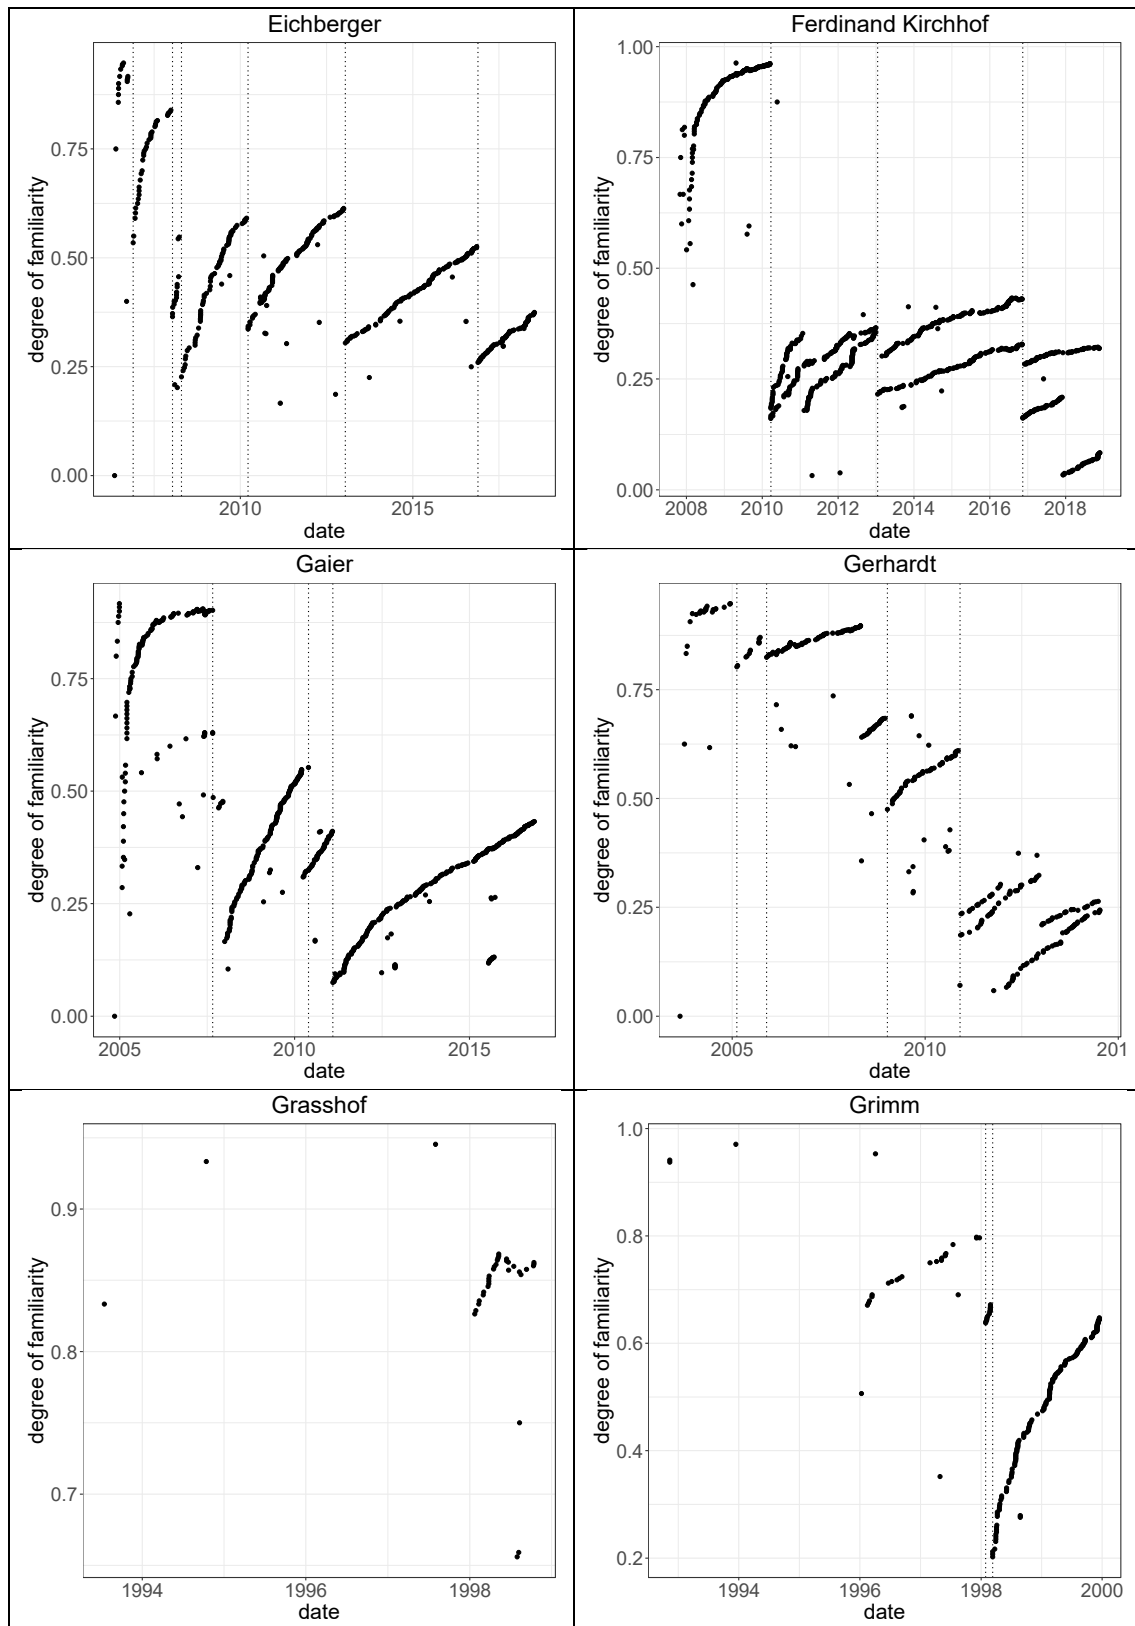 Eichberger
degree of familiarity
0.75
0.50
0.25
0.00
2010
2015
date
Ferdinand Kirchhof
degree of familiarity
1.00
0.75
0.50
0.25
0.00
2008
2010
2012
2014
2016
2018
date
Gaier
degree of familiarity
0.75
0.50
0.25
0.00
2005
2010
2015
date
Gerhardt
degree of familiarity
0.75
0.50
0.25
0.00
2005
2010
201
date
Grasshof
degree of familiarity
0.9
0.8
0.7
1994
1996
1998
date
Grimm
degree of familiarity
1.0
0.8
0.6
0.4
0.2
1994
1996
1998
2000
date